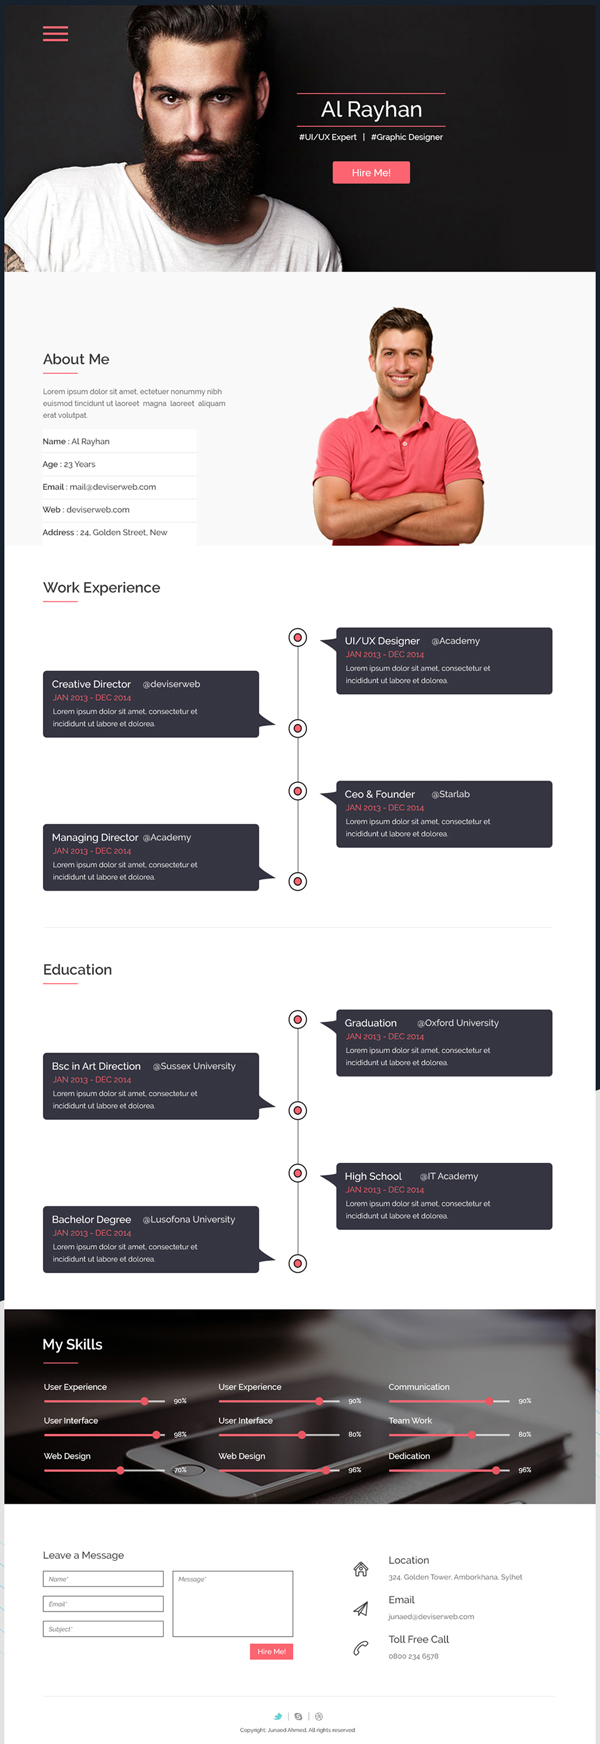 Al Rayhan
#UI/UX Expert | #Graphic Designer
Hire Me!
About Me
Lorem ipsum dolor sit amet, ectetuer nonummy nibh
euismod tincidunt ut laoreet magna laoreet aliquam
erat volutpat.
Name : Al Rayhan
Age : 23 Years
Email : mail@deviserweb.com
Web : deviserweb.com
Address : 24, Golden Street, New
Work Experience
UI/UX Designer @Academy
JAN 2013 - DEC 2014
Lorem ipsum dolor sit amet, consectetur et
incididunt ut labore et dolorea.
Creative Director @deviserweb
JAN 2013 - DEC 2014
Lorem ipsum dolor sit amet, consectetur et
incididunt ut labore et dolorea.
Ceo & Founder @Starlab
JAN 2013 - DEC 2014
Lorem ipsum dolor sit amet, consectetur et
incididunt ut labore et dolorea.
Managing Director @Academy
JAN 2013 - DEC 2014
Lorem ipsum dolor sit amet, consectetur et
incididunt ut labore et dolorea.
Education
Graduation @Oxford University
JAN 2013 - DEC 2014
Lorem ipsum dolor sit amet, consectetur et
incididunt ut labore et dolorea.
Bsc in Art Direction @Sussex University
JAN 2013 - DEC 2014
Lorem ipsum dolor sit amet, consectetur et
incididunt ut labore et dolorea.
High School @IT Academy
JAN 2013 - DEC 2014
Lorem ipsum dolor sit amet, consectetur et
incididunt ut labore et dolorea.
Bachelor Degree @Lusofona University
JAN 2013 - DEC 2014
Lorem ipsum dolor sit amet, consectetur et
incididunt ut labore et dolorea.
My Skills
User Experience
90%
User Interface
98%
Web Design
70%
User Experience
90%
User Interface
80%
Web Design
96%
Communication
90%
Team Work
80%
Dedication
96%
Leave a Message
Name*
Email*
Subject*
Message*
Hire Me!
Location
324, Golden Tower, Amborkhana, Sylhet
Email
junaed@deviserweb.com
Toll Free Call
0800 234 6578
Copyright: Junaed Ahmed. All rights reserved